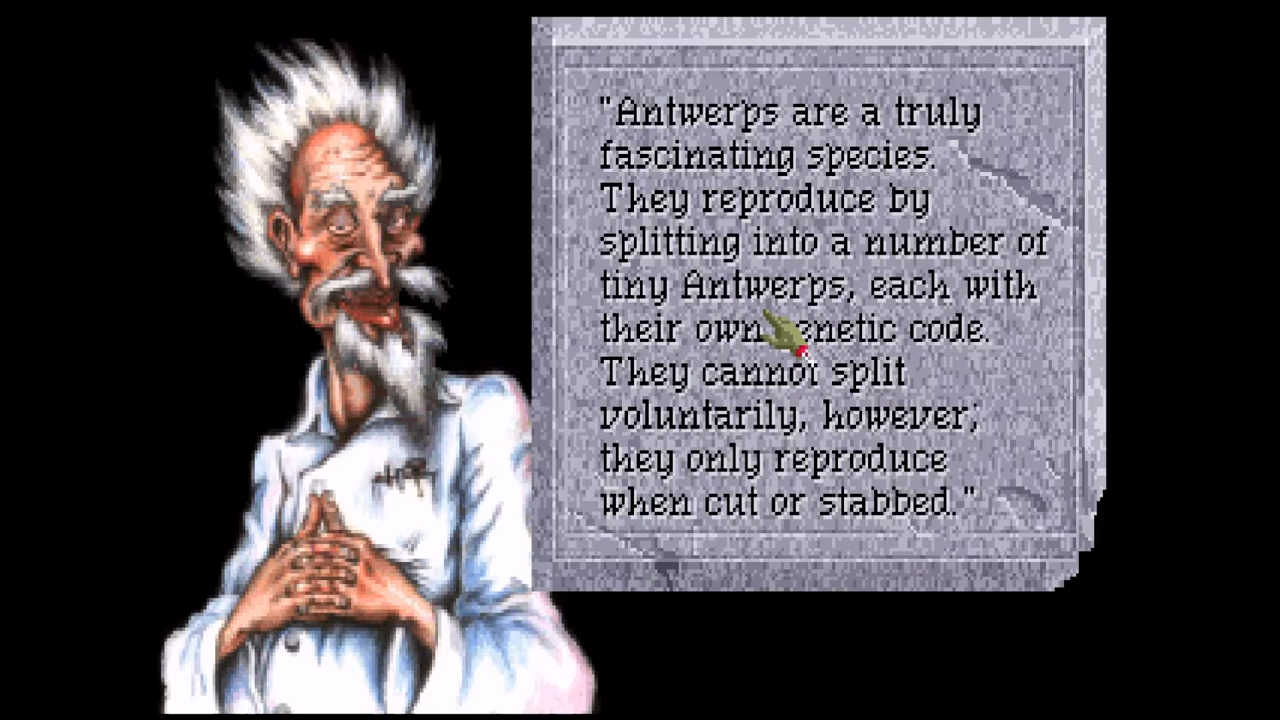 "Antwerps are a truly
fascinating species.
They reproduce by
splitting into a number of
tiny Antwerps, each with
their own genetic code.
They cannot split
voluntarily, however;
they only reproduce
when cut or stabbed."